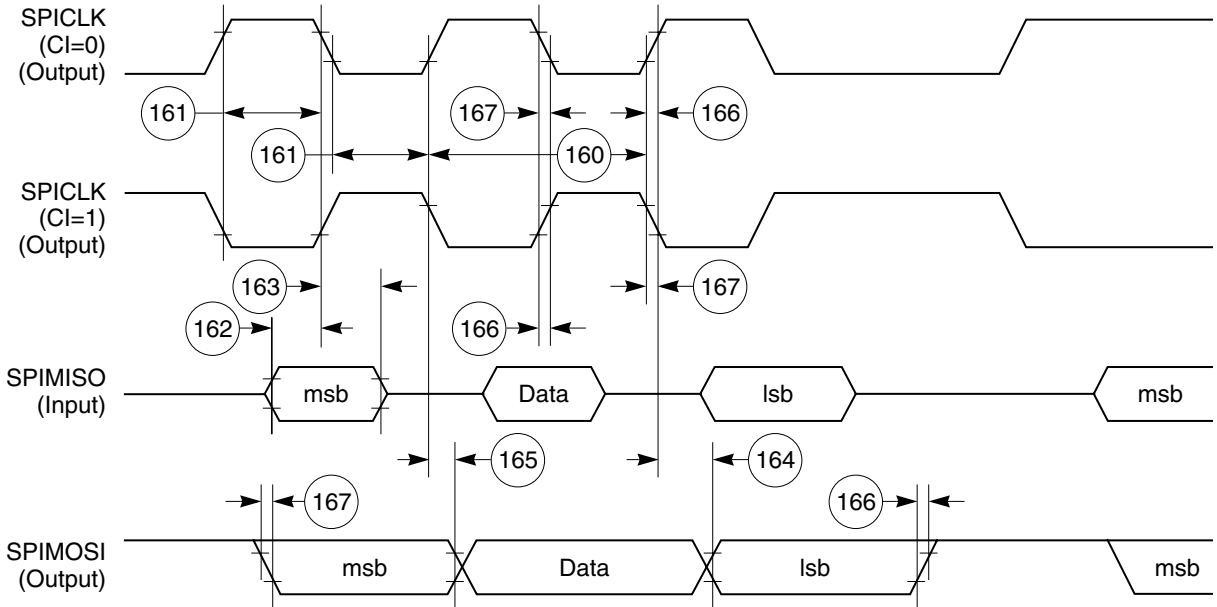 SPICLK
(CI=0)
(Output)
161
167
166
161
160
SPICLK
(CI=1)
(Output)
163
167
162
166
SPIMISO
(Input)
msb
Data
lsb
msb
165
164
167
166
SPIMOSI
(Output)
msb
Data
lsb
msb